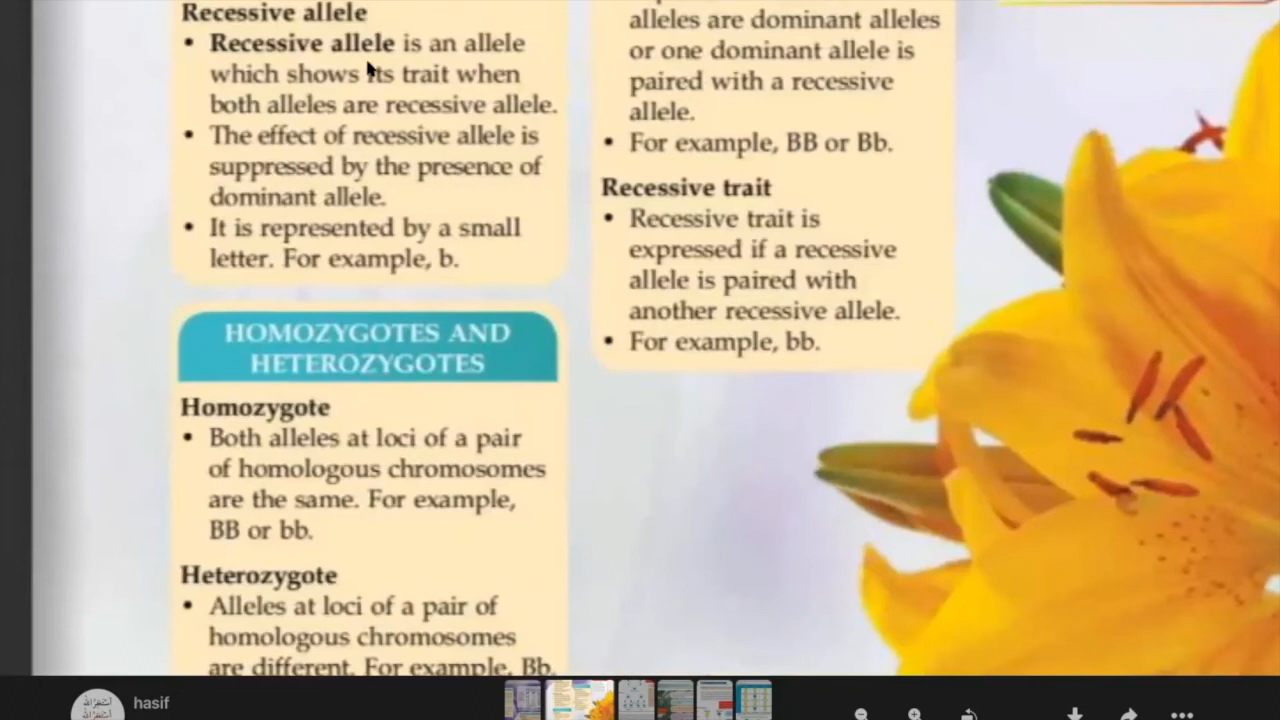 Recessive allele
• Recessive allele is an allele
which shows its trait when
both alleles are recessive allele.
• The effect of recessive allele is
suppressed by the presence of
dominant allele.
• It is represented by a small
letter. For example, b.
HOMOZYGOTES AND
HETEROZYGOTES
Homozygote
• Both alleles at loci of a pair
of homologous chromosomes
are the same. For example,
BB or bb.
Heterozygote
• Alleles at loci of a pair of
homologous chromosomes
are different. For example, Bb.
alleles are dominant alleles
or one dominant allele is
paired with a recessive
allele.
• For example, BB or Bb.
Recessive trait
• Recessive trait is
expressed if a recessive
allele is paired with
another recessive allele.
• For example, bb.
hasif